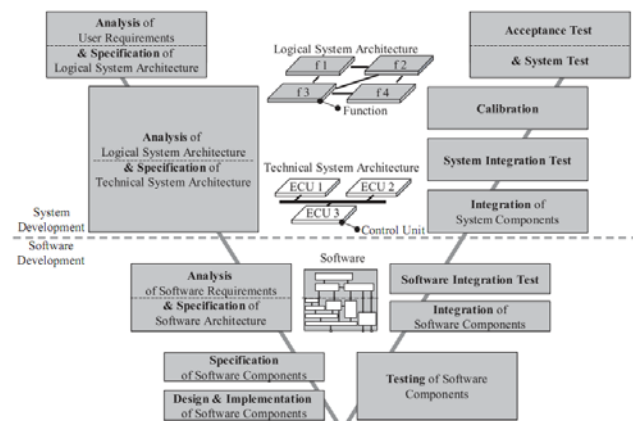 Analysis of
User Requirements
& Specification of
Logical System Architecture
Analysis of
Logical System Architecture
& Specification of
Technical System Architecture
System
Development
Software
Development
Analysis
of Software Requirements
& Specification of
Software Architecture
Specification
of Software Components
Design & Implementation
of Software Components
Logical System Architecture
f 1
f 2
f 3
f 4
Function
Technical System Architecture
ECU 1
ECU 2
ECU 3
Control Unit
Software
Acceptance Test
& System Test
Calibration
System Integration Test
Integration of
System Components
Software Integration Test
Integration of
Software Components
Testing of Software
Components